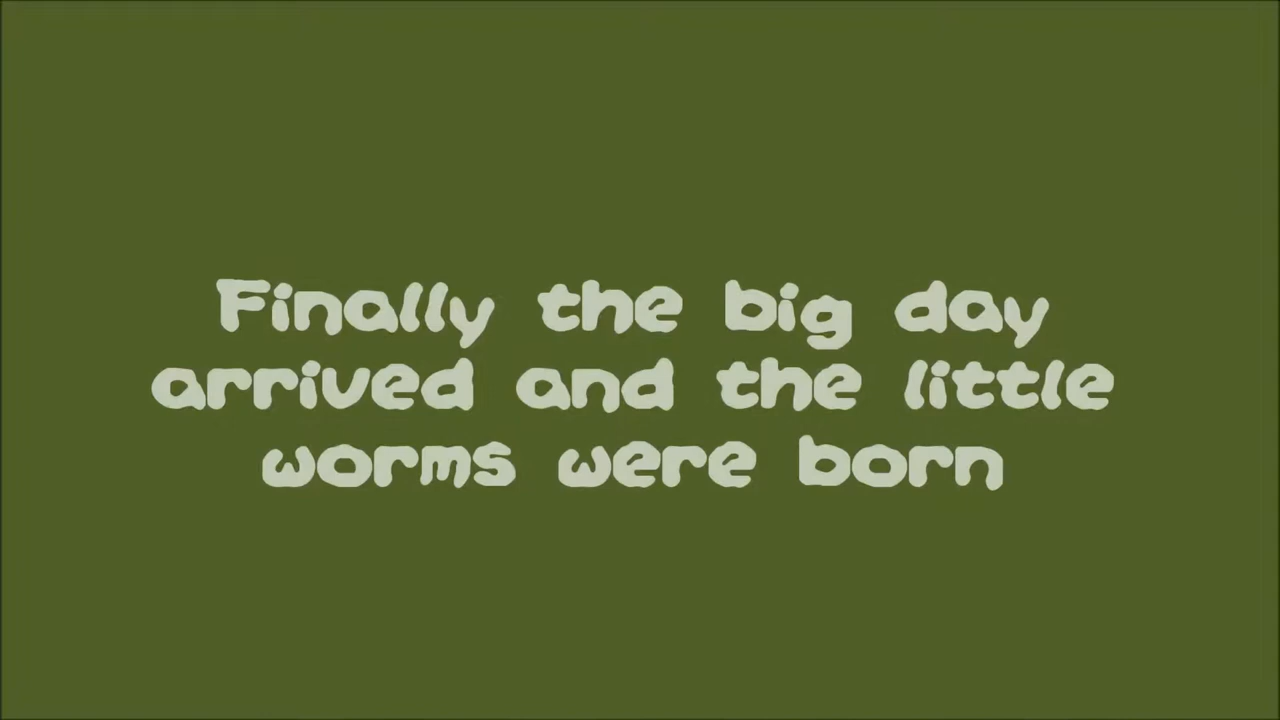 Finally the big day
arrived and the little
worms were born